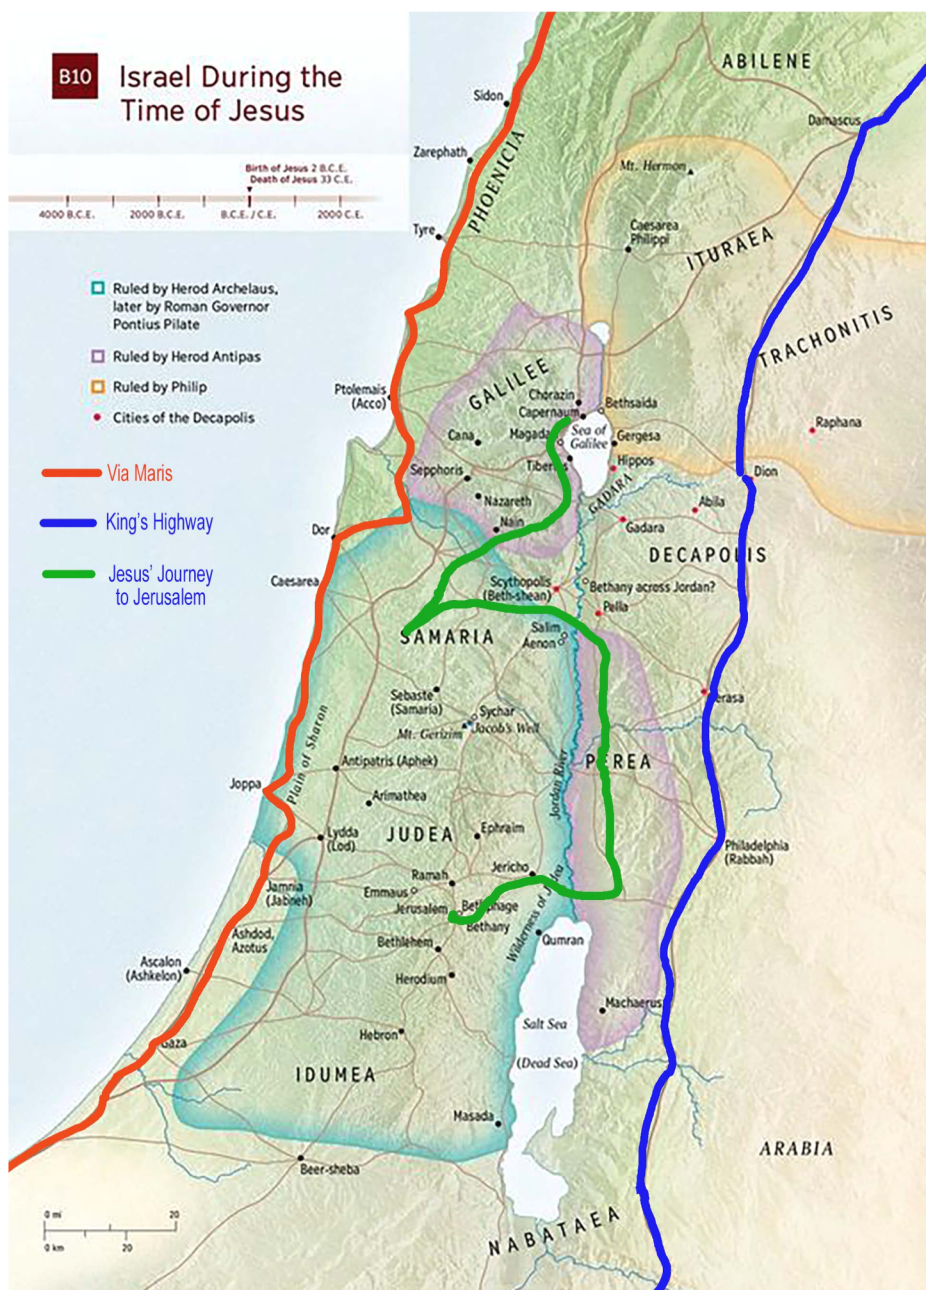 B10
Israel During the
Time of Jesus
Birth of Jesus 2 B.C.E.
Death of Jesus 33 C.E.
4000 B.C.E.
2000 B.C.E.
B.C.E. / C.E.
2000 C.E.
Ruled by Herod Archelaus,
later by Roman Governor
Pontius Pilate
Ruled by Herod Antipas
Ruled by Philip
Cities of the Decapolis
Via Maris
King's Highway
Jesus' Journey
to Jerusalem
ABILENE
Sidon
Damascus
Zarephath
PHOENICIA
Mt. Hermon
Tyre
Caesarea
Philippi
ITURAEA
TRACHONITIS
GALILEE
Ptolemais
(Acco)
Chorazin
Capernaum
Bethsaida
Cana
Magada
Sea of
Galilee
Gergesa
Raphana
Sepphoris
Hippos
Dion
Nazareth
GADARA
Abila
Nain
Gadara
Dor
DECAPOLIS
Caesarea
Scythopolis
(Beth-shean)
Bethany across Jordan?
Pella
SAMARIA
Salim
Aenon
Sebaste
(Samaria)
Sychar
Jacob's Well
Mt. Gerizim
Plain of Sharon
Antipatris (Aphek)
Jordan River
PEREA
Joppa
Arimathea
Lydda
(Lod)
JUDEA
Ephraim
Philadelphia
(Rabbah)
Ramah
Jericho
Jamnia
(Jabneh)
Emmaus
Jerusalem
Bethany
Wilderness of Judea
Ashdod,
Azotus
Bethlehem
Qumran
Ascalon
(Ashkelon)
Herodium
Machaerus
Salt Sea
(Dead Sea)
Hebron
Gaza
IDUMEA
Masada
ARABIA
Beer-sheba
NABATAEA
0 mi
20
0 km
20